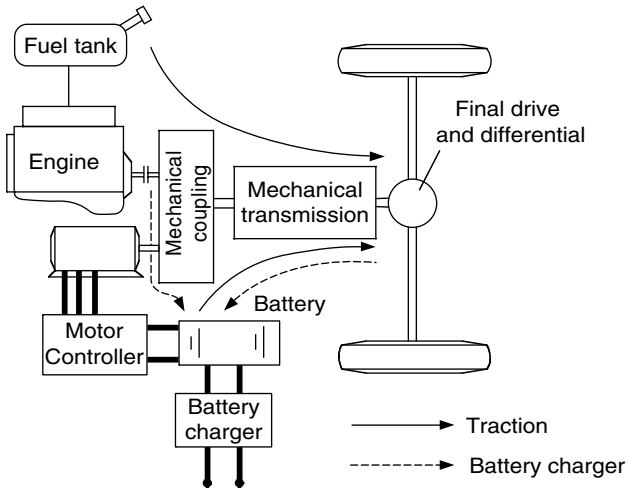 Fuel tank
Engine
Mechanical
coupling
Mechanical
transmission
Final drive
and differential
Battery
Motor
Controller
Battery
charger
Traction
Battery charger